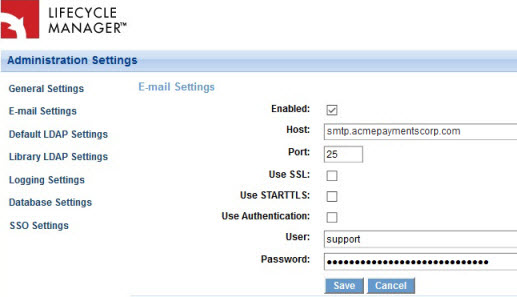 LIFECYCLE
MANAGER™
Administration Settings
General Settings
E-mail Settings
Default LDAP Settings
Library LDAP Settings
Logging Settings
Database Settings
SSO Settings
E-mail Settings
Enabled:
Host: smtp.acmepaymentscorp.com
Port: 25
Use SSL:
Use STARTTLS:
Use Authentication:
User: support
Password: •••••••••••••••••••••••••••••
Save Cancel